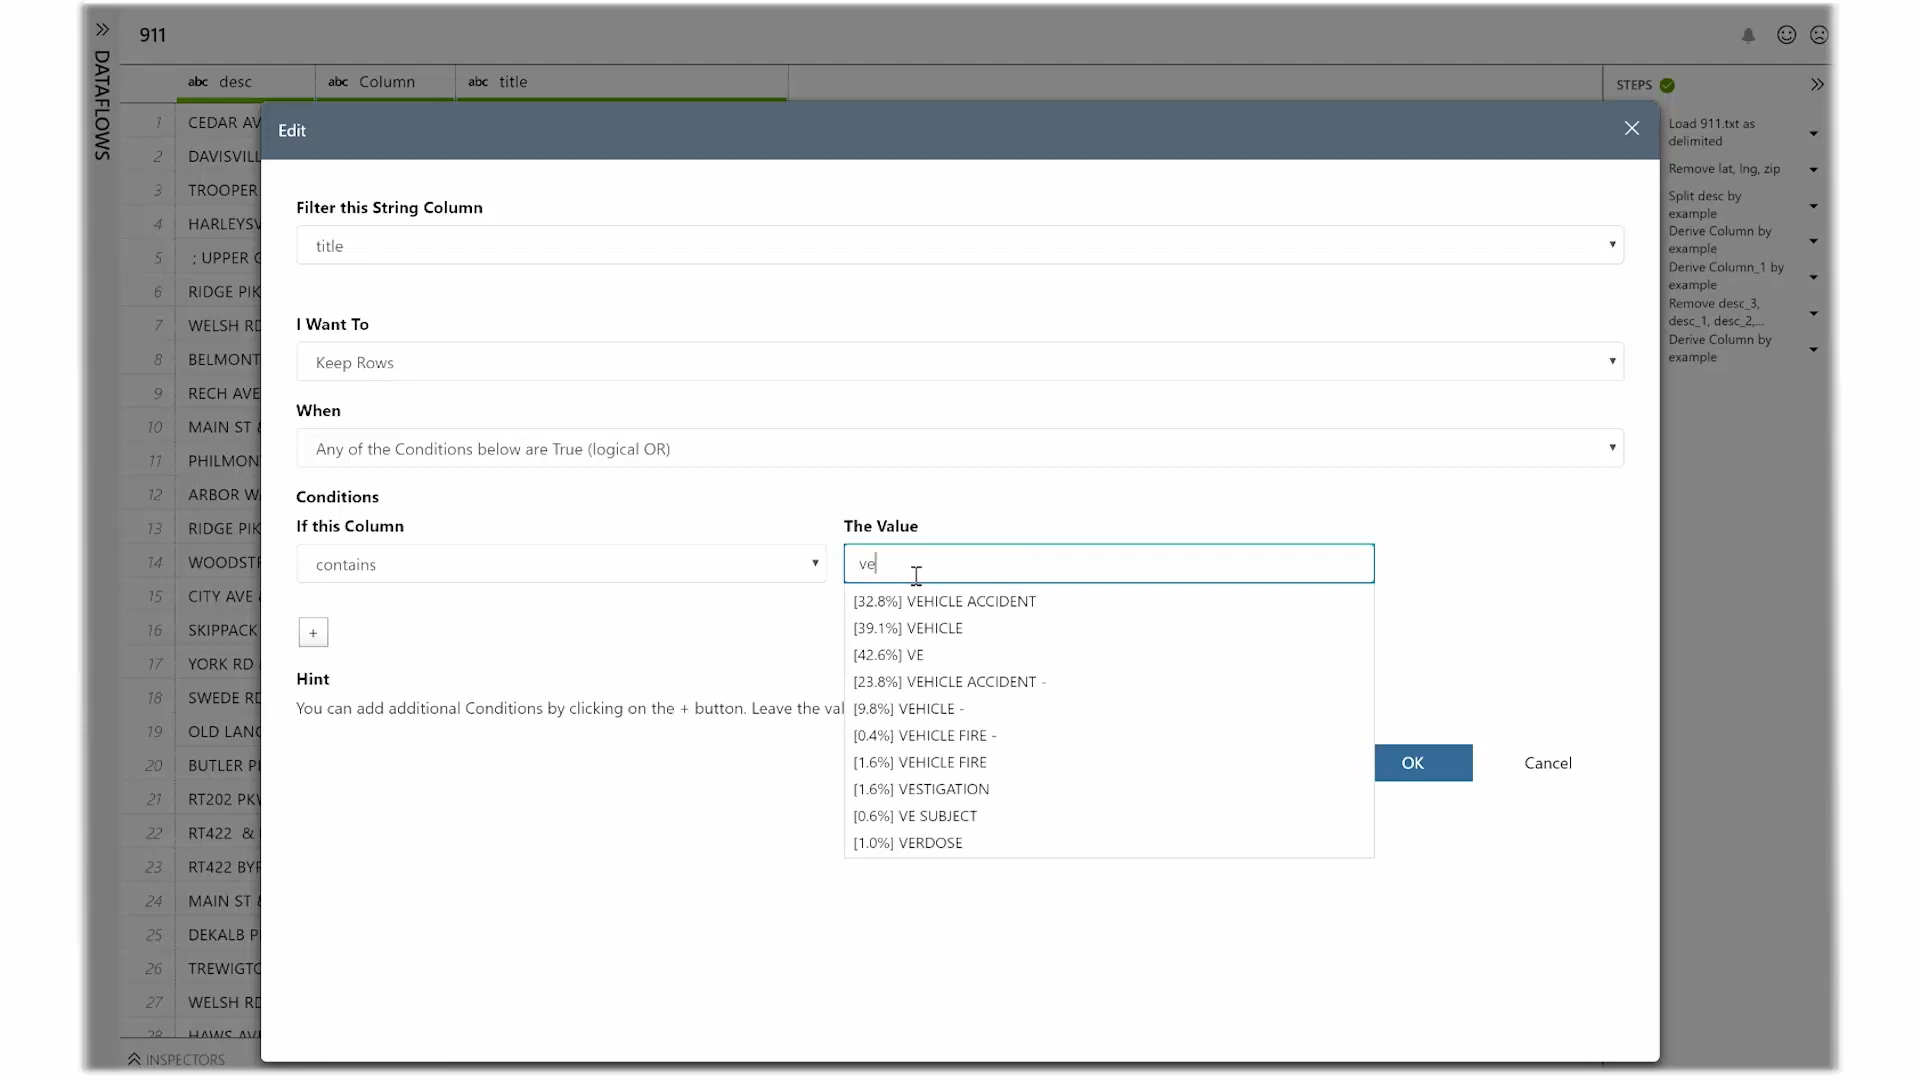 911
DATAFLOWS
abc desc
abc Column
abc title
STEPS
Edit
Filter this String Column
title
I Want To
Keep Rows
When
Any of the Conditions below are True (logical OR)
Conditions
If this Column
The Value
contains
ve
[32.8%] VEHICLE ACCIDENT
[39.1%] VEHICLE
[42.6%] VE
[23.8%] VEHICLE ACCIDENT -
[9.8%] VEHICLE -
[0.4%] VEHICLE FIRE -
[1.6%] VEHICLE FIRE
[1.6%] VESTIGATION
[0.6%] VE SUBJECT
[1.0%] VERDOSE
+
Hint
You can add additional Conditions by clicking on the + button. Leave the val
OK
Cancel
1 CEDAR AV
2 DAVISVILL
3 TROOPER
4 HARLEYSV
5 ; UPPER G
6 RIDGE PIK
7 WELSH RD
8 BELMONT
9 RECH AVE
10 MAIN ST &
11 PHILMON
12 ARBOR W
13 RIDGE PIK
14 WOODSTR
15 CITY AVE &
16 SKIPPACK
17 YORK RD
18 SWEDE RD
19 OLD LANC
20 BUTLER PI
21 RT202 PKW
22 RT422 &
23 RT422 BYP
24 MAIN ST &
25 DEKALB P
26 TREWIGTO
27 WELSH RD
28 HAWS AV
INSPECTORS
Load 911.txt as
delimited
Remove lat, lng, zip
Split desc by
example
Derive Column by
example
Derive Column_1 by
example
Remove desc_3,
desc_1, desc_2,...
Derive Column by
example